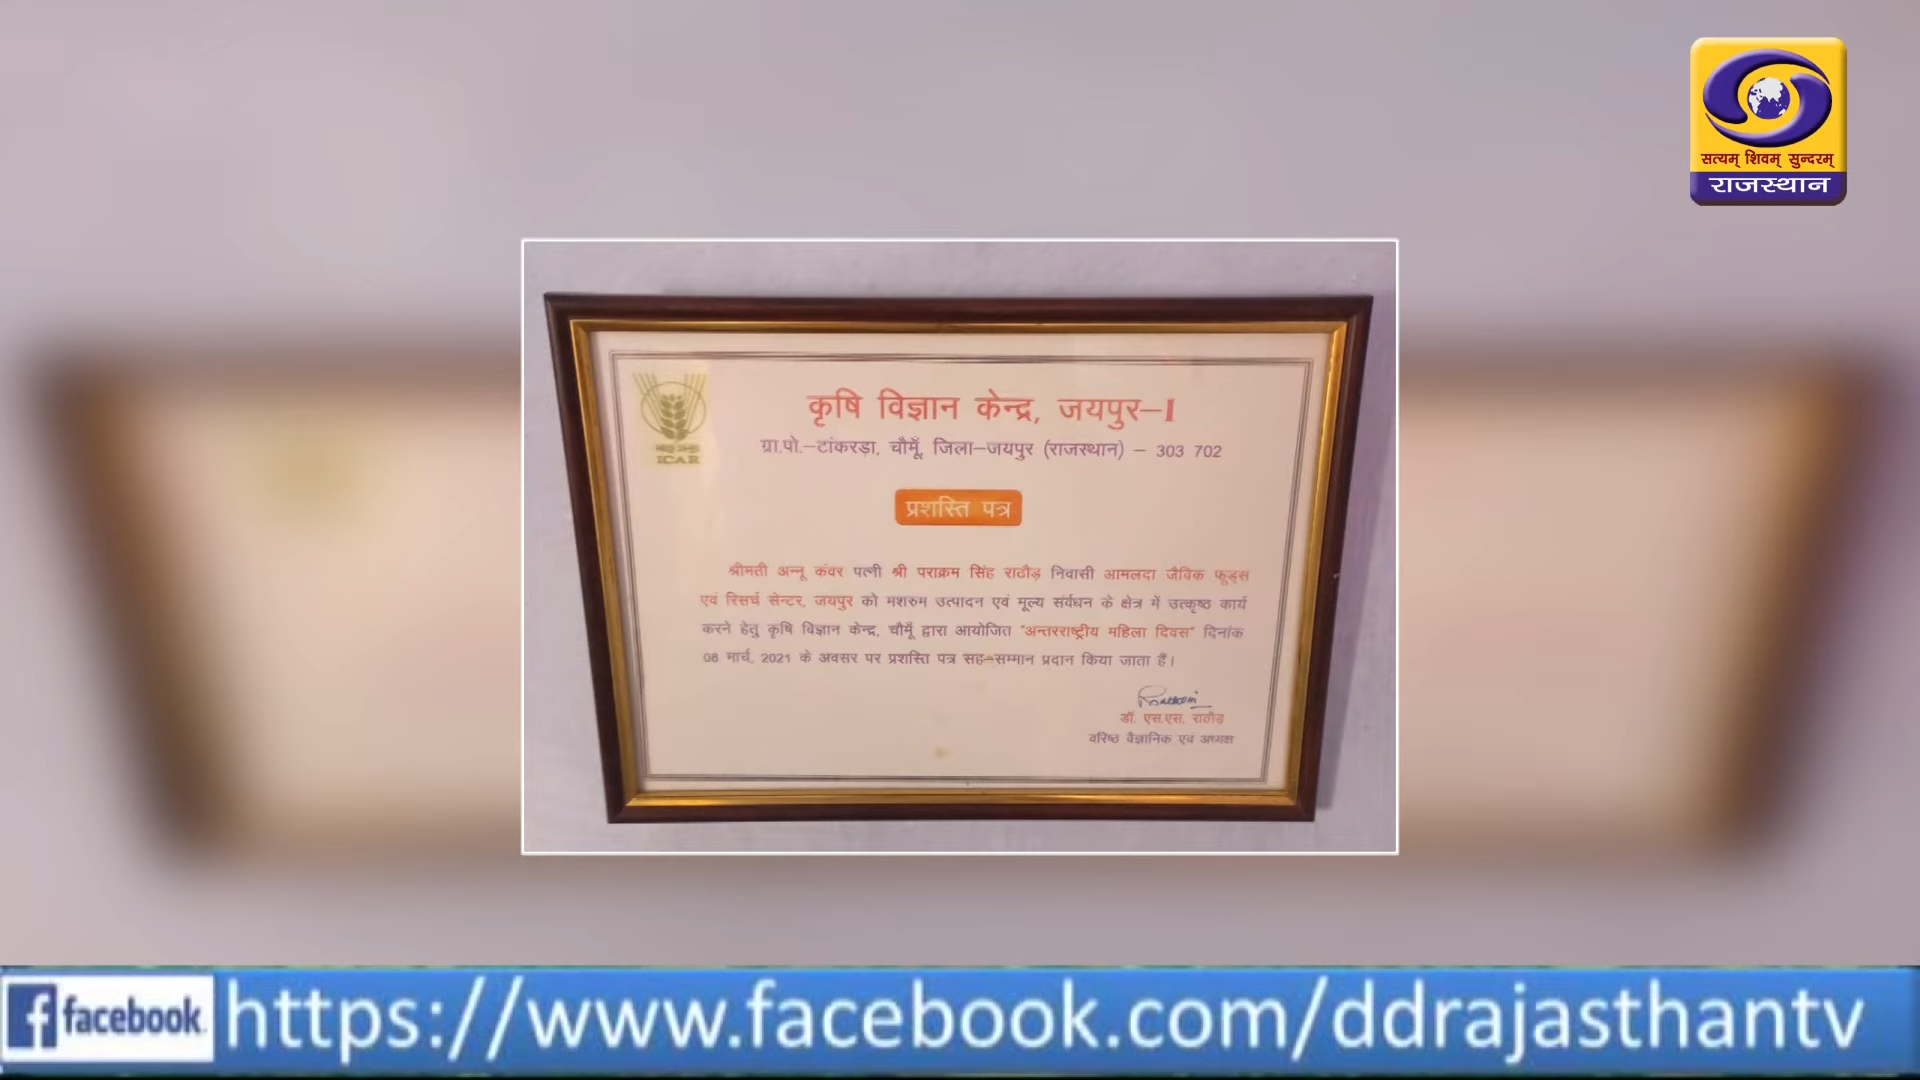 सत्यम् शिवम् सुन्दरम्
राजस्थान
कृषि विज्ञान केन्द्र, जयपुर–I
ग्रा.पो.–टांकरड़ा, चौमूँ, जिला–जयपुर (राजस्थान) – 303 702
ICAR
प्रशस्ति पत्र
श्रीमती अन्नू कंवर पत्नी श्री पराक्रम सिंह राठौड़ निवासी आमलदा जैविक फूड्स
एवं रिसर्च सेन्टर, जयपुर को मशरुम उत्पादन एवं मूल्य संर्वधन के क्षेत्र में उत्कृष्ठ कार्य
करने हेतु कृषि विज्ञान केन्द्र, चौमूँ द्वारा आयोजित "अन्तरराष्ट्रीय महिला दिवस" दिनांक
08 मार्च, 2021 के अवसर पर प्रशस्ति पत्र सह–सम्मान प्रदान किया जाता हैं।
डॉ. एस.एस. राठौड़
वरिष्ठ वैज्ञानिक एवं अध्यक्ष
facebook
https://www.facebook.com/ddrajasthantv